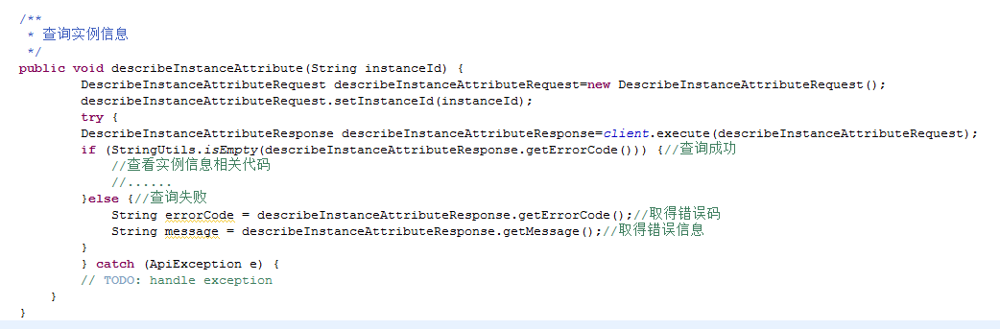 /**
 * 查询实例信息
 */
public void describeInstanceAttribute(String instanceId) {
        DescribeInstanceAttributeRequest describeInstanceAttributeRequest=new DescribeInstanceAttributeRequest();
        describeInstanceAttributeRequest.setInstanceId(instanceId);
        try {
        DescribeInstanceAttributeResponse describeInstanceAttributeResponse=client.execute(describeInstanceAttributeRequest);
        if (StringUtils.isEmpty(describeInstanceAttributeResponse.getErrorCode())) {//查询成功
            //查看实例信息相关代码
            //......
        }else {//查询失败
            String errorCode = describeInstanceAttributeResponse.getErrorCode();//取得错误码
            String message = describeInstanceAttributeResponse.getMessage();//取得错误信息
        }
        } catch (ApiException e) {
        // TODO: handle exception
    }
}